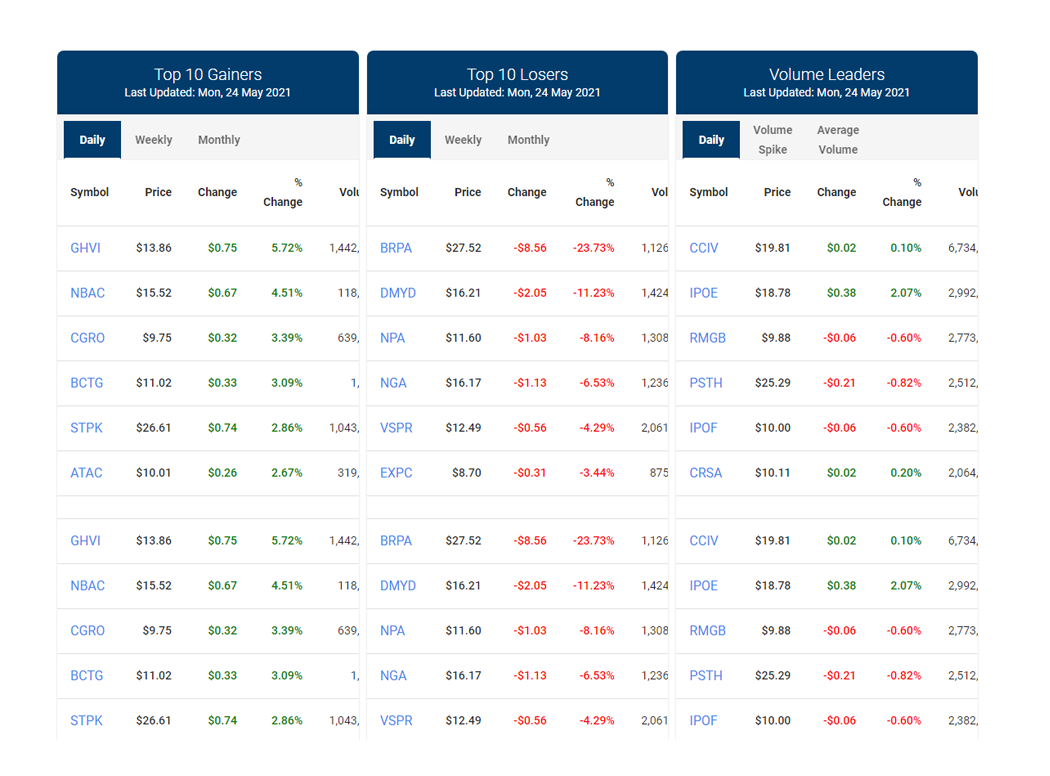 Top 10 Gainers
Last Updated: Mon, 24 May 2021
Daily Weekly Monthly
Symbol Price Change % Change Volu
GHVI $13.86 $0.75 5.72% 1,442,
NBAC $15.52 $0.67 4.51% 118,
CGRO $9.75 $0.32 3.39% 639,
BCTG $11.02 $0.33 3.09% 1,
STPK $26.61 $0.74 2.86% 1,043,
ATAC $10.01 $0.26 2.67% 319,
GHVI $13.86 $0.75 5.72% 1,442,
NBAC $15.52 $0.67 4.51% 118,
CGRO $9.75 $0.32 3.39% 639,
BCTG $11.02 $0.33 3.09% 1,
STPK $26.61 $0.74 2.86% 1,043,
Top 10 Losers
Last Updated: Mon, 24 May 2021
Daily Weekly Monthly
Symbol Price Change % Change Vol
BRPA $27.52 -$8.56 -23.73% 1,126
DMYD $16.21 -$2.05 -11.23% 1,424
NPA $11.60 -$1.03 -8.16% 1,308
NGA $16.17 -$1.13 -6.53% 1,236
VSPR $12.49 -$0.56 -4.29% 2,061
EXPC $8.70 -$0.31 -3.44% 875
BRPA $27.52 -$8.56 -23.73% 1,126
DMYD $16.21 -$2.05 -11.23% 1,424
NPA $11.60 -$1.03 -8.16% 1,308
NGA $16.17 -$1.13 -6.53% 1,236
VSPR $12.49 -$0.56 -4.29% 2,061
Volume Leaders
Last Updated: Mon, 24 May 2021
Daily Volume Spike Average Volume
Symbol Price Change % Change Volu
CCIV $19.81 $0.02 0.10% 6,734,
IPOE $18.78 $0.38 2.07% 2,992,
RMGB $9.88 -$0.06 -0.60% 2,773,
PSTH $25.29 -$0.21 -0.82% 2,512,
IPOF $10.00 -$0.06 -0.60% 2,382,
CRSA $10.11 $0.02 0.20% 2,064,
CCIV $19.81 $0.02 0.10% 6,734,
IPOE $18.78 $0.38 2.07% 2,992,
RMGB $9.88 -$0.06 -0.60% 2,773,
PSTH $25.29 -$0.21 -0.82% 2,512,
IPOF $10.00 -$0.06 -0.60% 2,382,